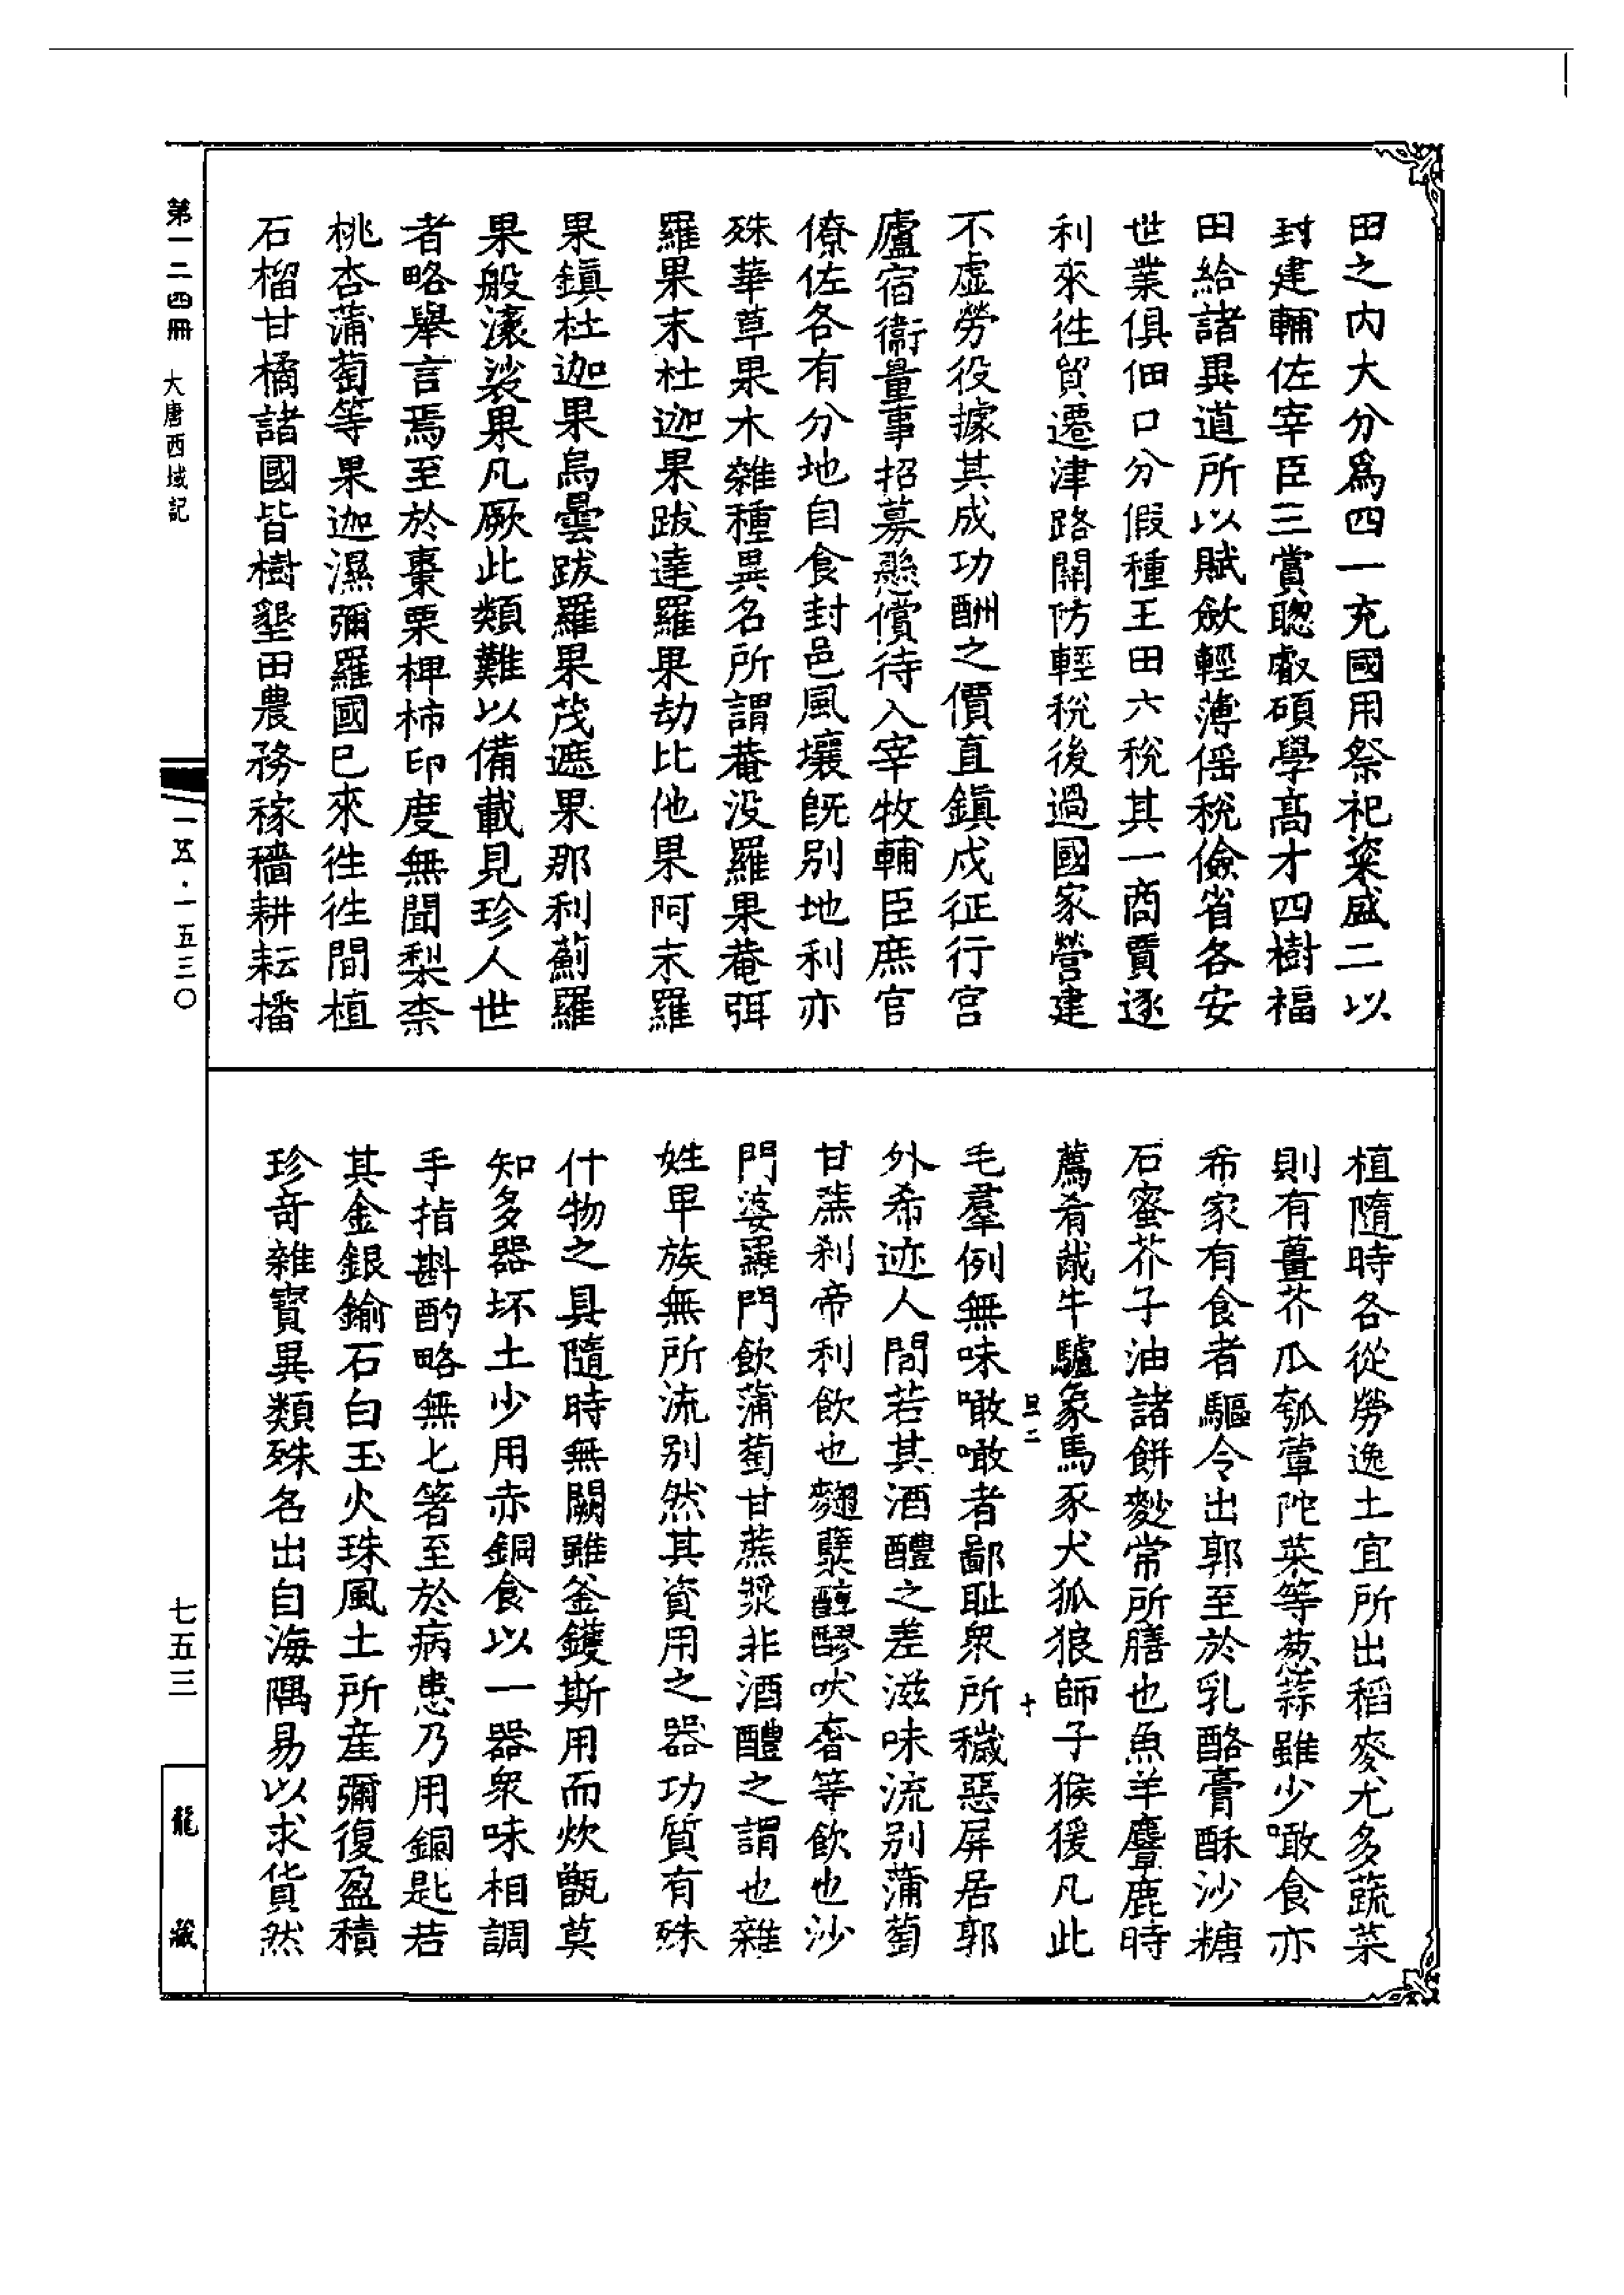 田之內大分爲四一充國用祭祀粢盛二以
封建輔佐宰臣三賞聰叡碩學高才四樹福
田給諸異道所以賦斂輕薄傜稅儉省各安
世業俱佃口分假種王田六稅其一商賈逐
利來徃貿遷津路關防輕稅後過國家營建
不虛勞役據其成功酬之價直鎮戍征行宮
廬宿衞量事招募懸償待入宰牧輔臣庶官
僚佐各有分地自食封邑風壤旣別地利亦
殊華草果木雜種異名所謂菴沒羅果菴弭
羅果末杜迦果跋達羅果劫比他果阿末羅
果鎮杜迦果烏曇跋羅果茂遮果那利薊羅
果般㯃裟果凡厥此類難以備載見珍人世
者略舉言焉至於棗栗椑柿印度無聞梨柰
桃杏蒲萄等果迦濕彌羅國巳來徃徃間植
石榴甘橘諸國皆樹墾田農務稼穡耕耘播
植隨時各從勞逸土宜所出稻麥尤多蔬菜
則有薑芥瓜瓠葷陀菜等葱蒜雖少噉食亦
希家有食者驅令出郭至於乳酪膏酥沙糖
石蜜芥子油諸餅麨常所膳也魚羊麞鹿時
薦肴胾牛驢象馬豕犬狐狼師子猴猨凡此
旦二
十
毛羣例無味噉噉者鄙耻衆所穢惡屏居郭
外希迹人間若其酒醴之差滋味流別蒲萄
甘蔗剎帝利飲也麴糱醇醪吠奢等飲也沙
門婆羅門飲蒲萄甘蔗漿非酒醴之謂也雜
姓卑族無所流別然其資用之器功質有殊
什物之具隨時無闕雖釜鑊斯用而炊甑莫
知多器坏土少用赤銅食以一器衆味相調
手指斟酌略無匕箸至於病患乃用銅匙若
其金銀鍮石白玉火珠風土所產彌復盈積
珍竒雜寳異類殊名出自海隅易以求貨然
第一二四冊 大唐西域記
一五·一五三〇
七五三
龍藏